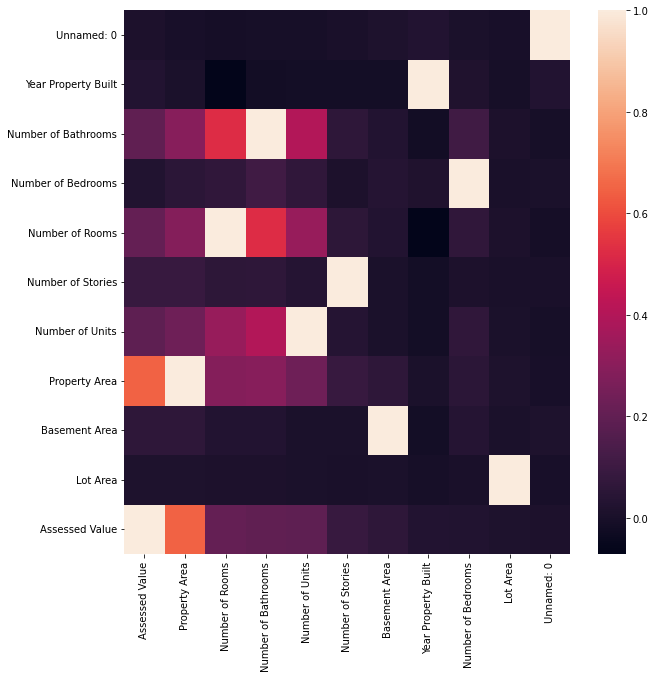 Unnamed: 0
Year Property Built
Number of Bathrooms
Number of Bedrooms
Number of Rooms
Number of Stories
Number of Units
Property Area
Basement Area
Lot Area
Assessed Value
Assessed Value
Property Area
Number of Rooms
Number of Bathrooms
Number of Units
Number of Stories
Basement Area
Year Property Built
Number of Bedrooms
Lot Area
Unnamed: 0
1.0
0.8
0.6
0.4
0.2
0.0